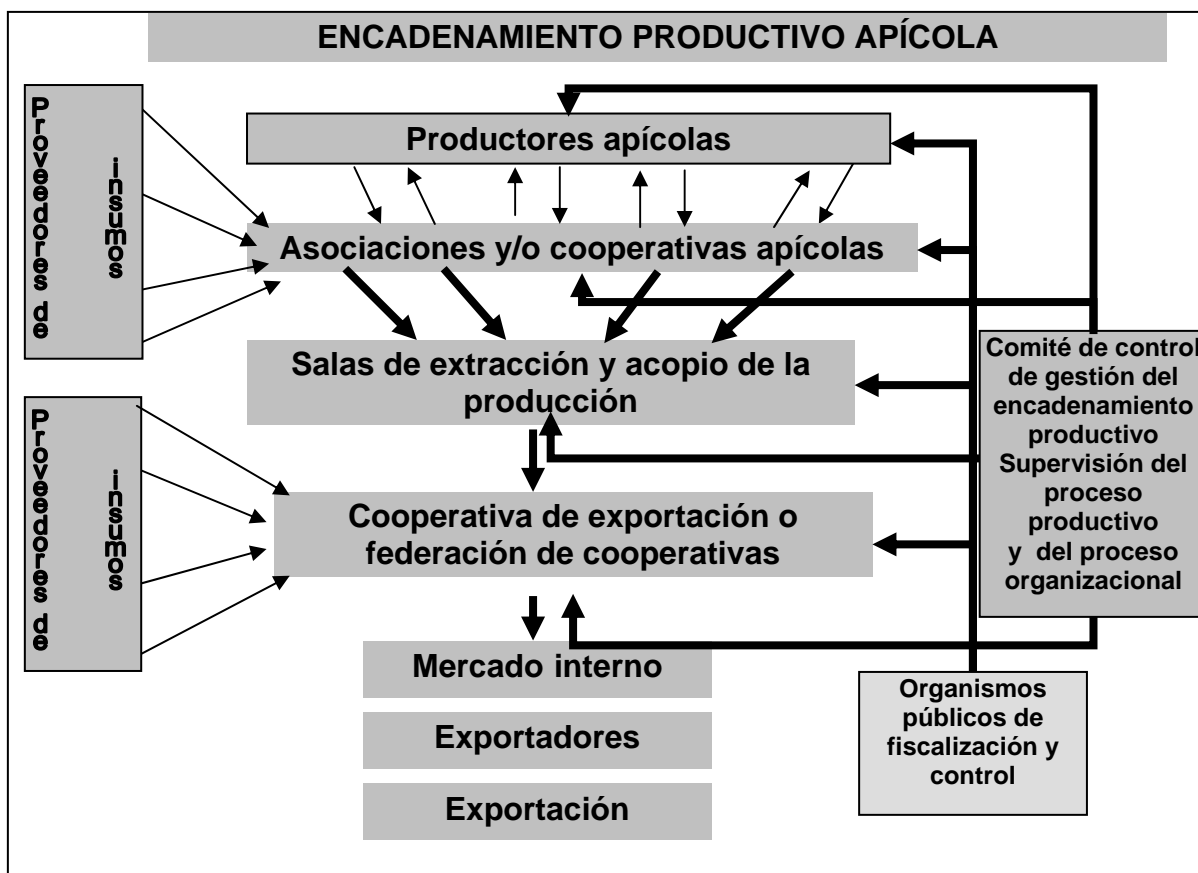 ENCADENAMIENTO PRODUCTIVO APÍCOLA
Proveedores de
insumos
Productores apícolas
Asociaciones y/o cooperativas apícolas
Salas de extracción y acopio de la
producción
Comité de control
de gestión del
encadenamiento
productivo
Supervisión del
proceso
productivo
y del proceso
organizacional
Proveedores de
insumos
Cooperativa de exportación o
federación de cooperativas
Mercado interno
Exportadores
Exportación
Organismos
públicos de
fiscalización y
control